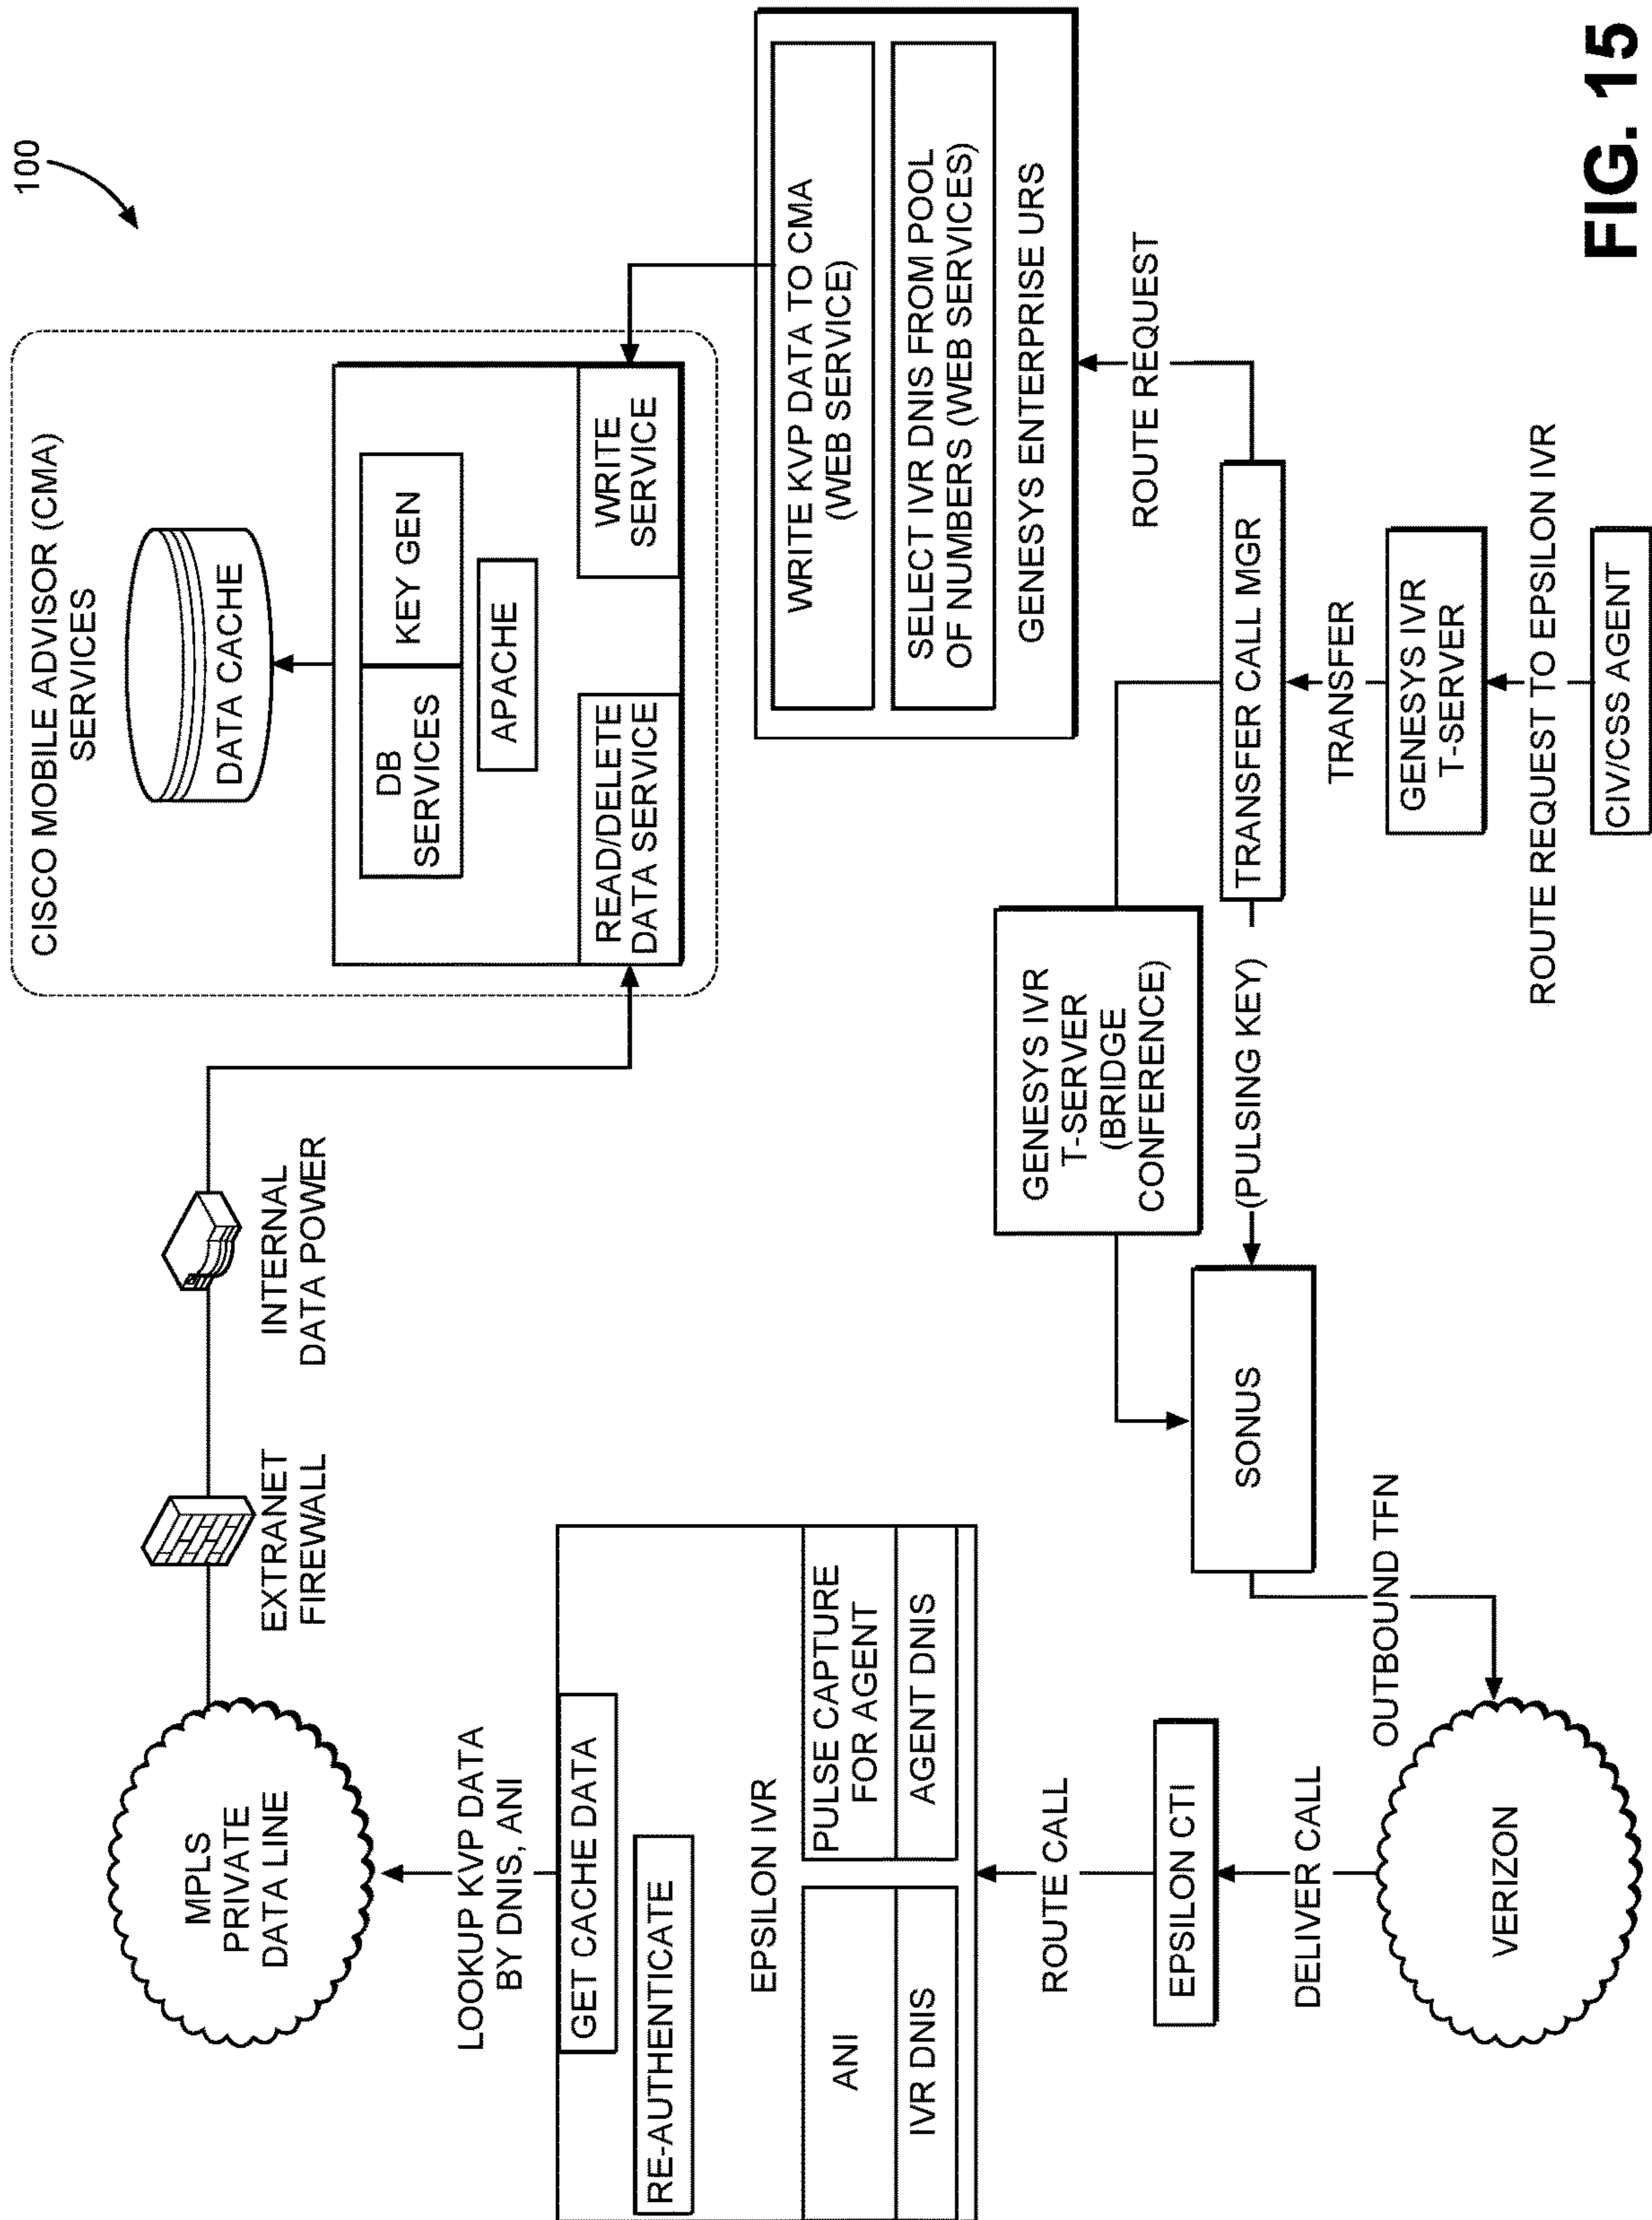 100
CISCO MOBILE ADVISOR (CMA)
SERVICES
DATA CACHE
DB
SERVICES
KEY GEN
APACHE
READ/DELETE
DATA SERVICE
WRITE
SERVICE
MPLS
PRIVATE
DATA LINE
EXTRANET
FIREWALL
INTERNAL
DATA POWER
LOOKUP KVP DATA
BY DNIS, ANI
GET CACHE DATA
RE-AUTHENTICATE
EPSILON IVR
ANI
IVR DNIS
PULSE CAPTURE
FOR AGENT
AGENT DNIS
WRITE KVP DATA TO CMA
(WEB SERVICE)
SELECT IVR DNIS FROM POOL
OF NUMBERS (WEB SERVICES)
GENESYS ENTERPRISE URS
ROUTE CALL
EPSILON CTI
DELIVER CALL
VERIZON
OUTBOUND TFN
SONUS
GENESYS IVR
T-SERVER
(BRIDGE
CONFERENCE)
(PULSING KEY)
ROUTE REQUEST
TRANSFER CALL MGR
TRANSFER
GENESYS IVR
T-SERVER
ROUTE REQUEST TO EPSILON IVR
CIV/CSS AGENT
FIG. 15